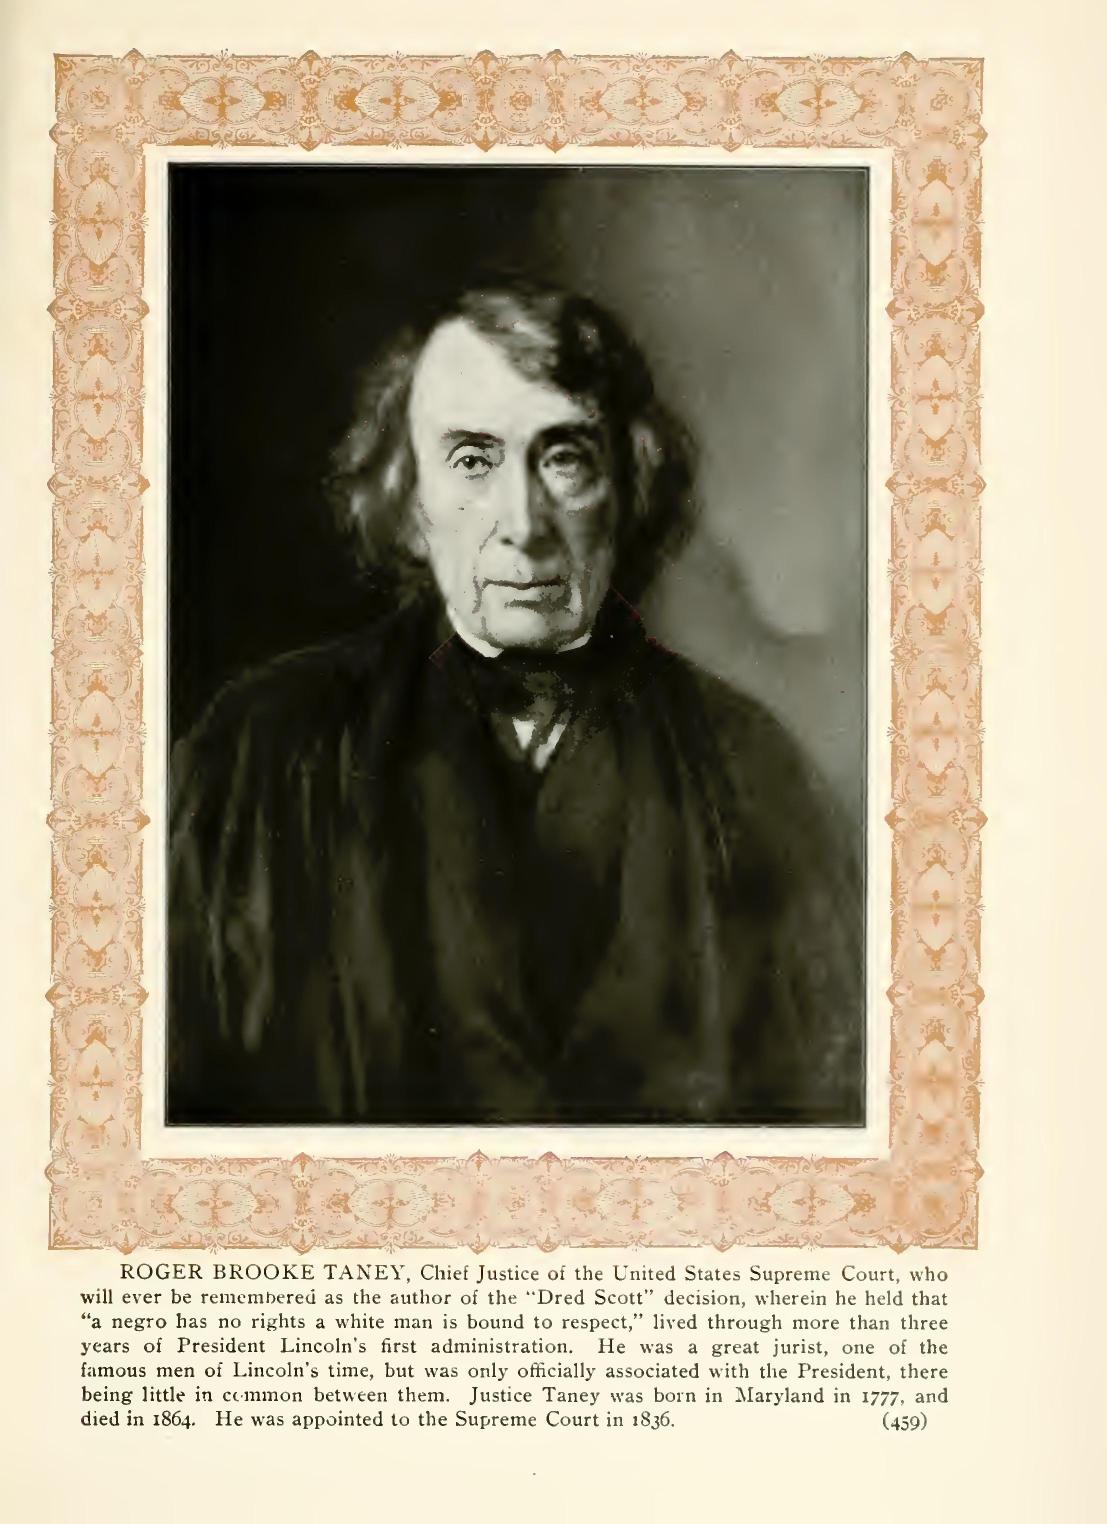 ROGER BROOKE TANEY, Chief Justice of the United States Supreme Court, who
will ever be remembered as the author of the "Dred Scott" decision, wherein he held that
"a negro has no rights a white man is bound to respect," lived through more than three
years of President Lincoln's first administration. He was a great jurist, one of the
famous men of Lincoln's time, but was only officially associated with the President, there
being little in common between them. Justice Taney was born in Maryland in 1777, and
died in 1864. He was appointed to the Supreme Court in 1836. (459)